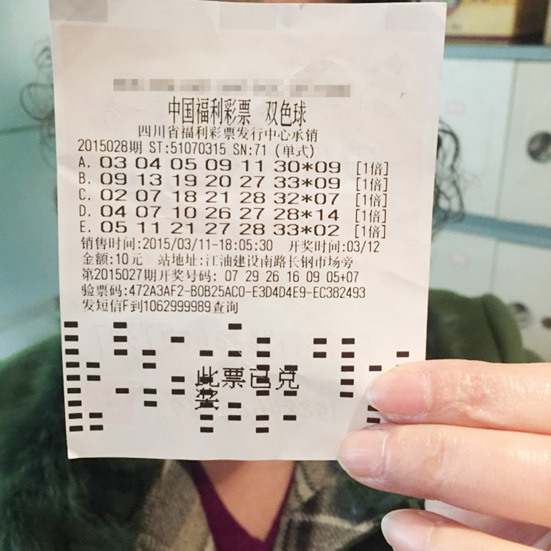 中国福利彩票 双色球
四川省福利彩票发行中心承销
2015028期 ST:51070315 SN:71 (单式)
A. 03 04 05 09 11 30*09 [1倍]
B. 09 13 19 20 27 33*09 [1倍]
C. 02 07 18 21 28 32*07 [1倍]
D. 04 07 10 26 27 28*14 [1倍]
E. 05 11 21 27 28 33*02 [1倍]
销售时间:2015/03/11-18:05:30 开奖时间:03/12
金额:10元 站地址:江油建设南路长钢市场旁
第2015027期开奖号码: 07 29 26 16 09 05+07
验票码:472A3AF2-B0B25AC0-E3D4D4E9-EC382493
发短信F到1062999989查询
此票已兑
奖